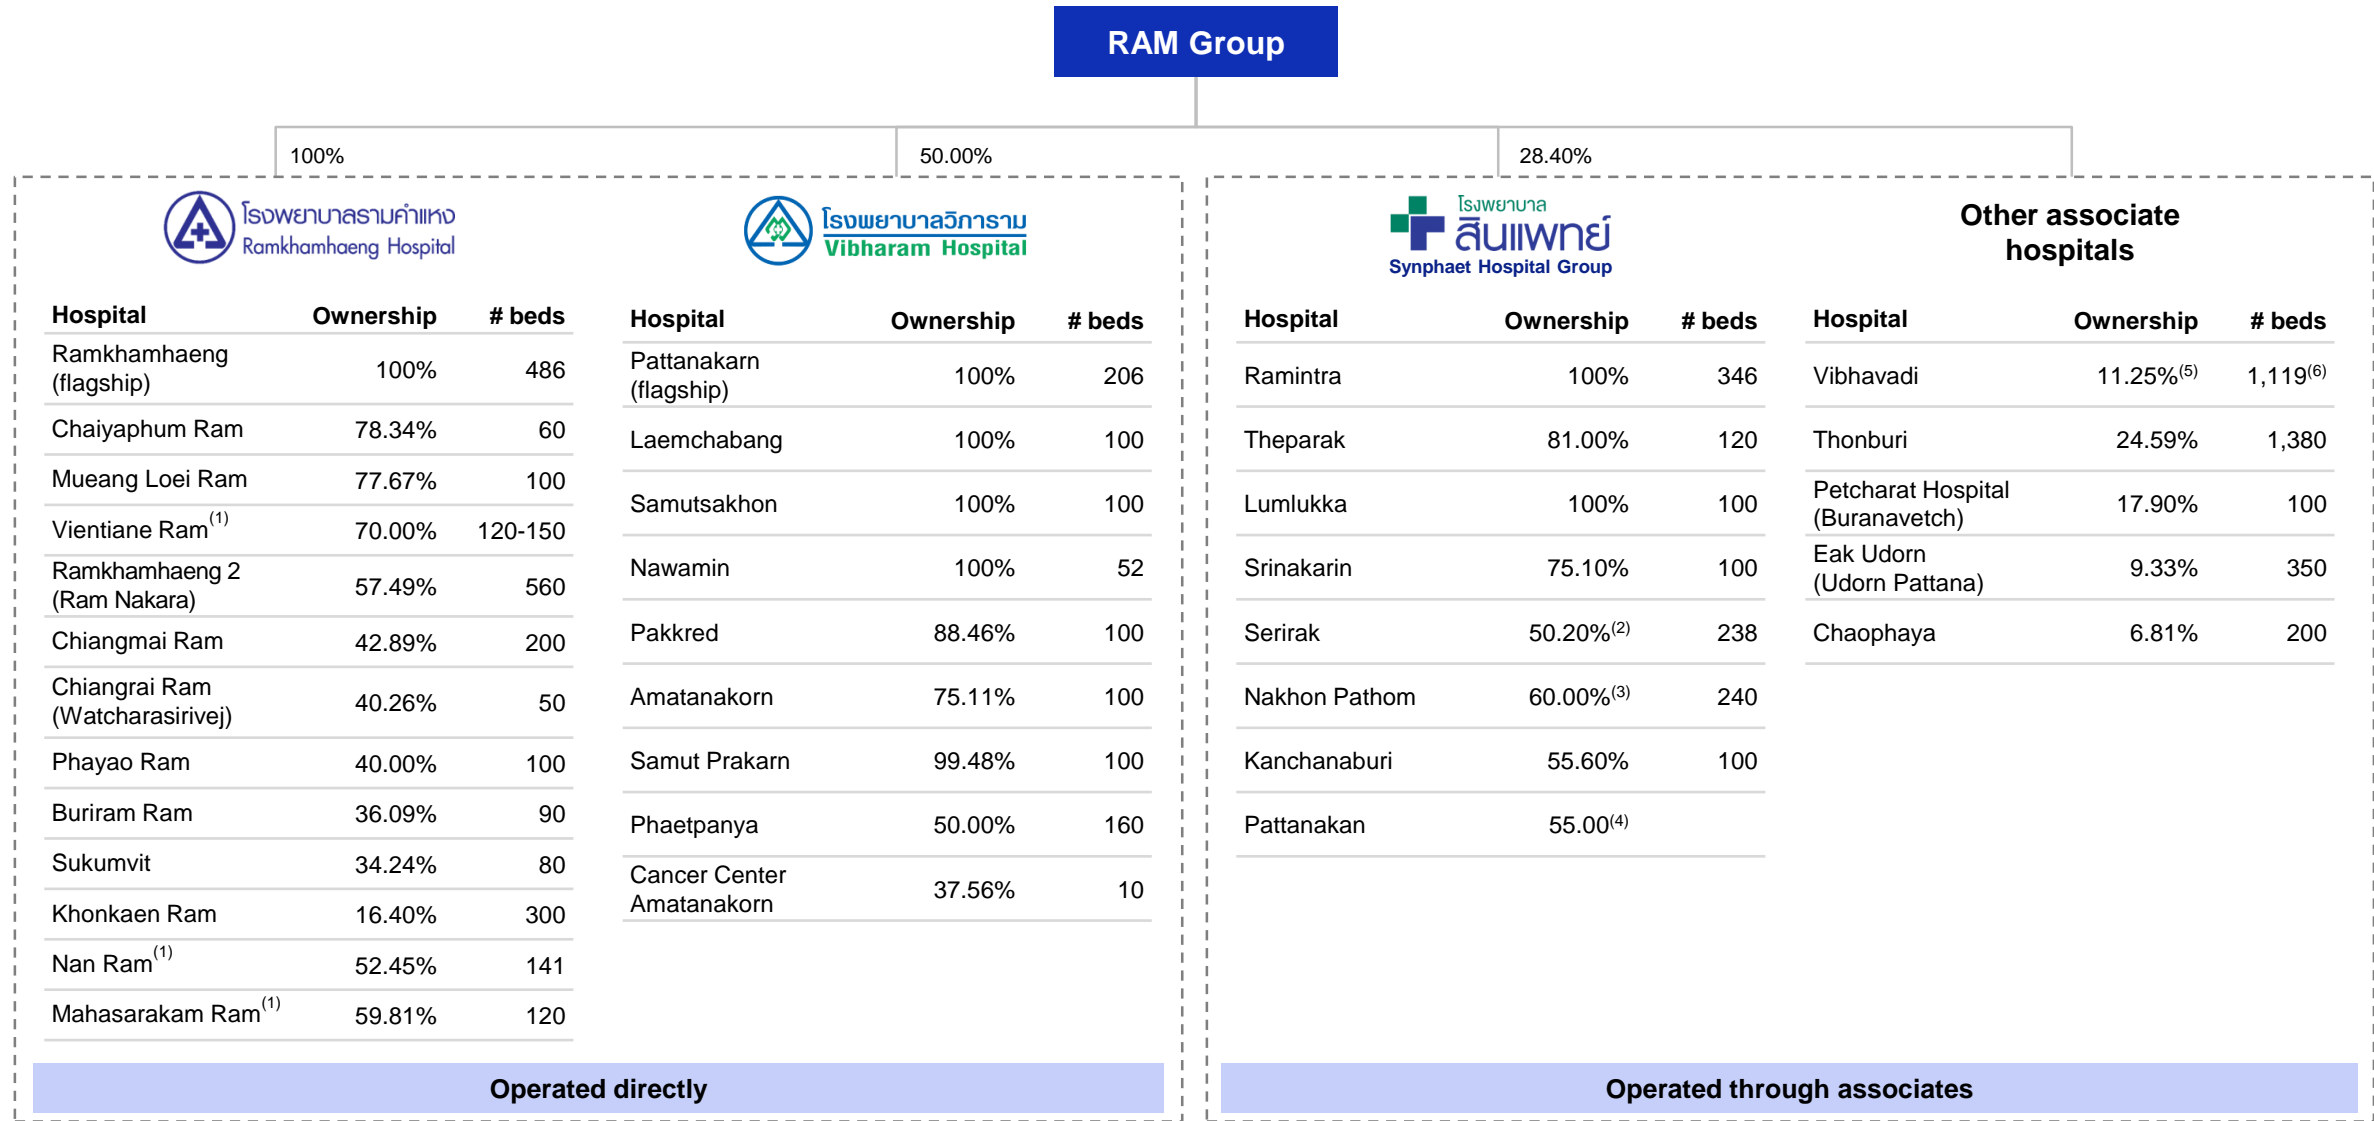 RAM Group
100%
50.00%
28.40%
โรงพยาบาลรามคำแหง
Ramkhamhaeng Hospital
Hospital Ownership # beds
Ramkhamhaeng
(flagship) 100% 486
Chaiyaphum Ram 78.34% 60
Mueang Loei Ram 77.67% 100
Vientiane Ram(1) 70.00% 120-150
Ramkhamhaeng 2
(Ram Nakara) 57.49% 560
Chiangmai Ram 42.89% 200
Chiangrai Ram
(Watcharasirivej) 40.26% 50
Phayao Ram 40.00% 100
Buriram Ram 36.09% 90
Sukumvit 34.24% 80
Khonkaen Ram 16.40% 300
Nan Ram(1) 52.45% 141
Mahasarakam Ram(1) 59.81% 120
โรงพยาบาลวิภาราม
Vibharam Hospital
Hospital Ownership # beds
Pattanakarn
(flagship) 100% 206
Laemchabang 100% 100
Samutsakhon 100% 100
Nawamin 100% 52
Pakkred 88.46% 100
Amatanakorn 75.11% 100
Samut Prakarn 99.48% 100
Phaetpanya 50.00% 160
Cancer Center
Amatanakorn 37.56% 10
Operated directly
โรงพยาบาล
สินแพทย์
Synphaet Hospital Group
Hospital Ownership # beds
Ramintra 100% 346
Theparak 81.00% 120
Lumlukka 100% 100
Srinakarin 75.10% 100
Serirak 50.20%(2) 238
Nakhon Pathom 60.00%(3) 240
Kanchanaburi 55.60% 100
Pattanakan 55.00(4)
Other associate
hospitals
Hospital Ownership # beds
Vibhavadi 11.25%(5) 1,119(6)
Thonburi 24.59% 1,380
Petcharat Hospital
(Buranavetch) 17.90% 100
Eak Udorn
(Udorn Pattana) 9.33% 350
Chaophaya 6.81% 200
Operated through associates